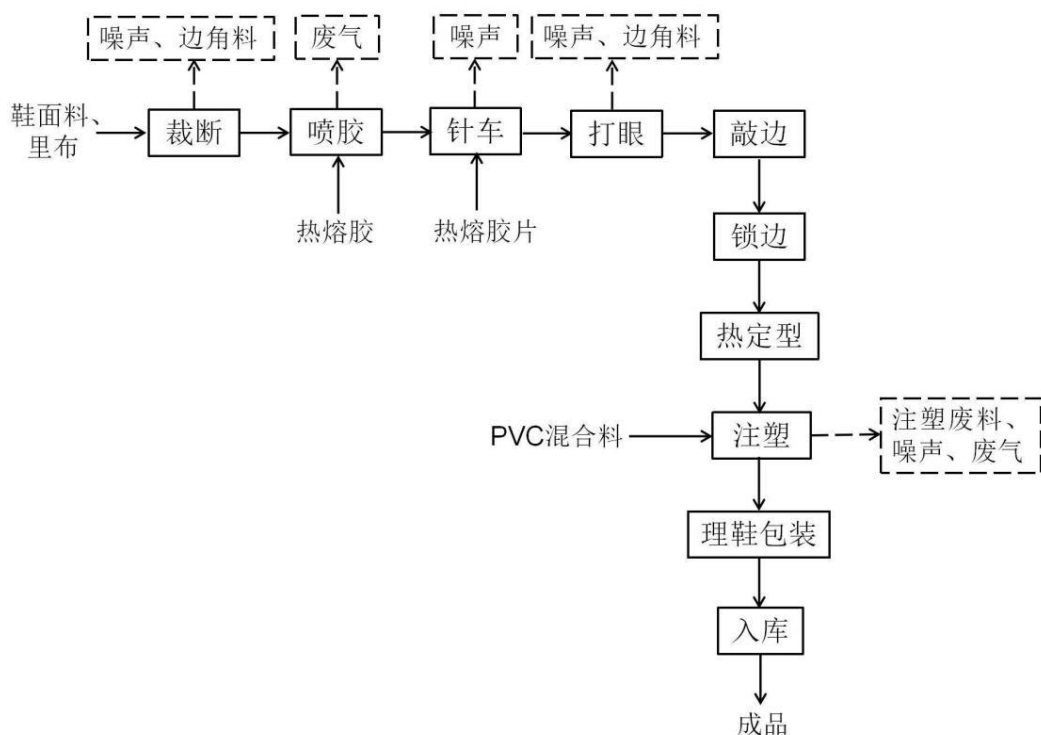 噪声、边角料
废气
噪声
噪声、边角料
鞋面料、
里布
裁断
喷胶
针车
打眼
敲边
热熔胶
热熔胶片
锁边
热定型
PVC混合料
注塑
注塑废料、
噪声、废气
理鞋包装
入库
成品